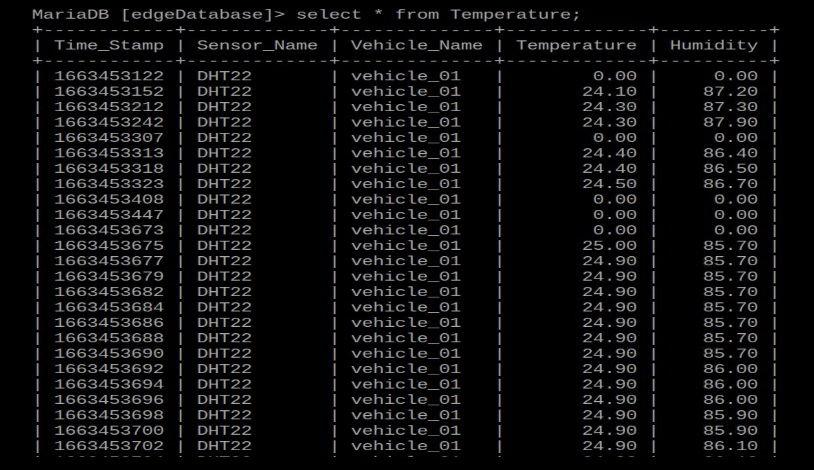 MariaDB [edgeDatabase]> select * from Temperature;
+------------+-------------+--------------+-------------+----------+
| Time_Stamp | Sensor_Name | Vehicle_Name | Temperature | Humidity |
+------------+-------------+--------------+-------------+----------+
| 1663453122 | DHT22 | vehicle_01 | 0.00 | 0.00 |
| 1663453152 | DHT22 | vehicle_01 | 24.10 | 87.20 |
| 1663453212 | DHT22 | vehicle_01 | 24.30 | 87.30 |
| 1663453242 | DHT22 | vehicle_01 | 24.30 | 87.90 |
| 1663453307 | DHT22 | vehicle_01 | 0.00 | 0.00 |
| 1663453313 | DHT22 | vehicle_01 | 24.40 | 86.40 |
| 1663453318 | DHT22 | vehicle_01 | 24.40 | 86.50 |
| 1663453323 | DHT22 | vehicle_01 | 24.50 | 86.70 |
| 1663453408 | DHT22 | vehicle_01 | 0.00 | 0.00 |
| 1663453447 | DHT22 | vehicle_01 | 0.00 | 0.00 |
| 1663453673 | DHT22 | vehicle_01 | 0.00 | 0.00 |
| 1663453675 | DHT22 | vehicle_01 | 25.00 | 85.70 |
| 1663453677 | DHT22 | vehicle_01 | 24.90 | 85.70 |
| 1663453679 | DHT22 | vehicle_01 | 24.90 | 85.70 |
| 1663453682 | DHT22 | vehicle_01 | 24.90 | 85.70 |
| 1663453684 | DHT22 | vehicle_01 | 24.90 | 85.70 |
| 1663453686 | DHT22 | vehicle_01 | 24.90 | 85.70 |
| 1663453688 | DHT22 | vehicle_01 | 24.90 | 85.70 |
| 1663453690 | DHT22 | vehicle_01 | 24.90 | 85.70 |
| 1663453692 | DHT22 | vehicle_01 | 24.90 | 86.00 |
| 1663453694 | DHT22 | vehicle_01 | 24.90 | 86.00 |
| 1663453696 | DHT22 | vehicle_01 | 24.90 | 86.00 |
| 1663453698 | DHT22 | vehicle_01 | 24.90 | 85.90 |
| 1663453700 | DHT22 | vehicle_01 | 24.90 | 85.90 |
| 1663453702 | DHT22 | vehicle_01 | 24.90 | 86.10 |